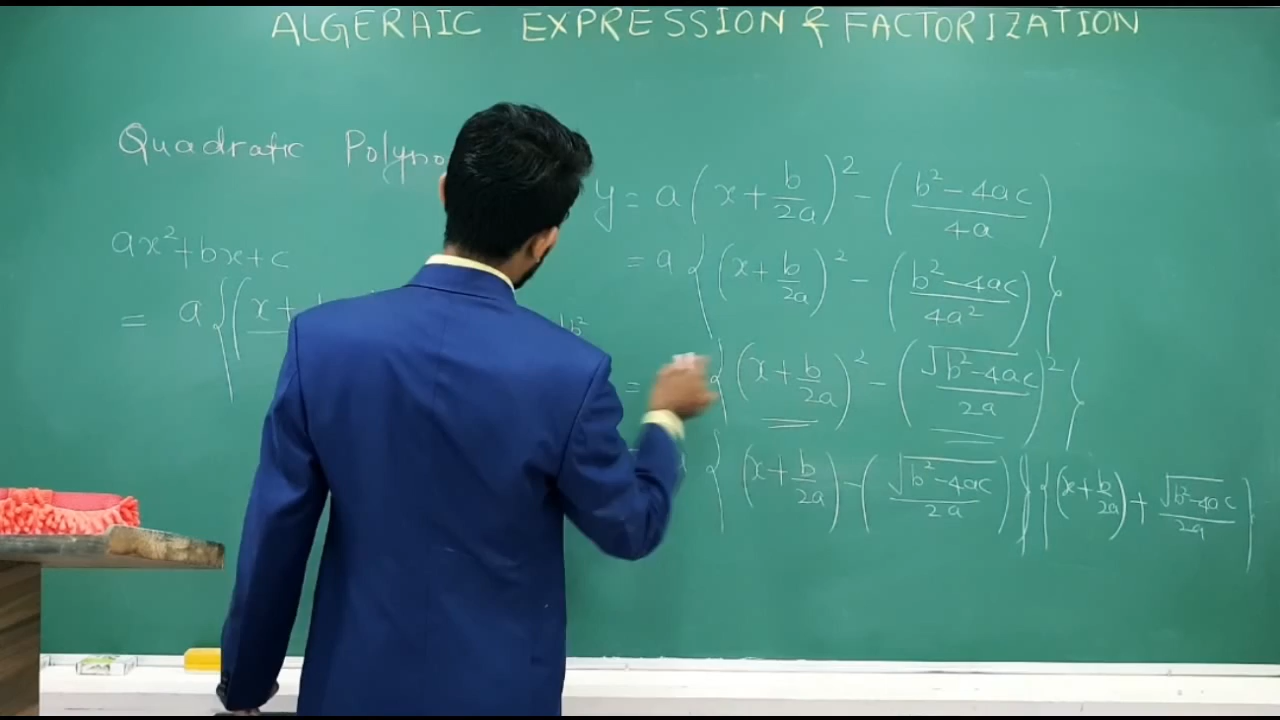 ALGERAIC EXPRESSION & FACTORIZATION
Quadratic
ax²+bx+c
= a{(x+
b²
y = a(x + b/2a)² - ((b²-4ac)/4a)
= a{(x + b/2a)² - ((b²-4ac)/4a²)}
= {(x + b/2a)² - (√(b²-4ac)/2a)²}
{(x + b/2a) - (√(b²-4ac)/2a)}{(x + b/2a) + √(b²-4ac)/2a}